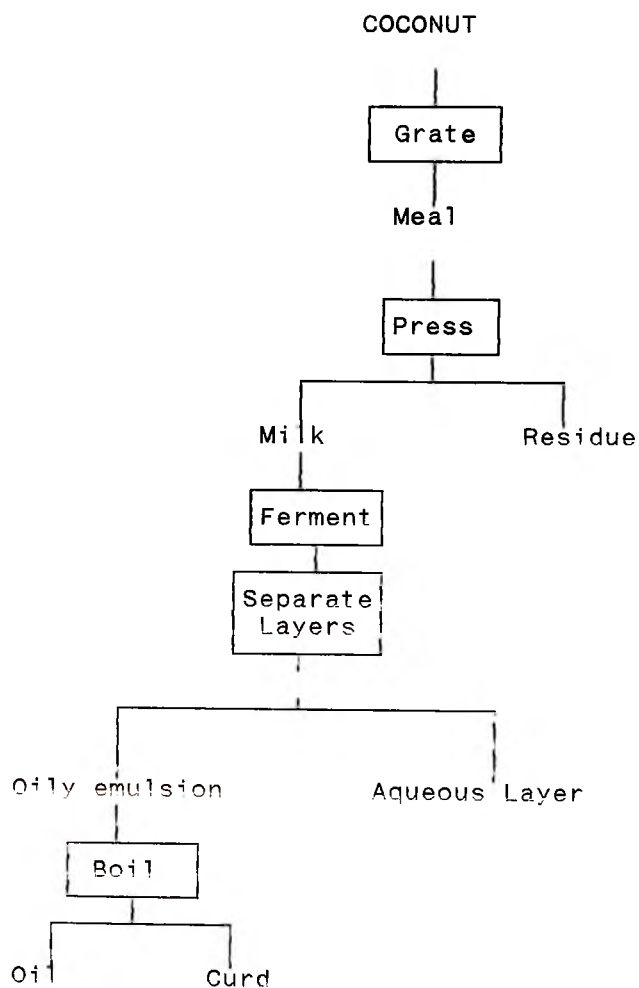 COCONUT
Grate
Meal
Press
Milk Residue
Ferment
Separate
Layers
Oily emulsion Aqueous Layer
Boil
Oil Curd